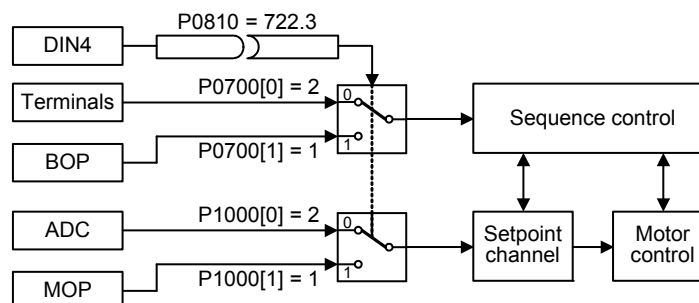 P0810 = 722.3
DIN4
Terminals
P0700[0] = 2
0
1
Sequence control
BOP
P0700[1] = 1
ADC
P1000[0] = 2
0
1
Setpoint
channel
Motor
control
MOP
P1000[1] = 1